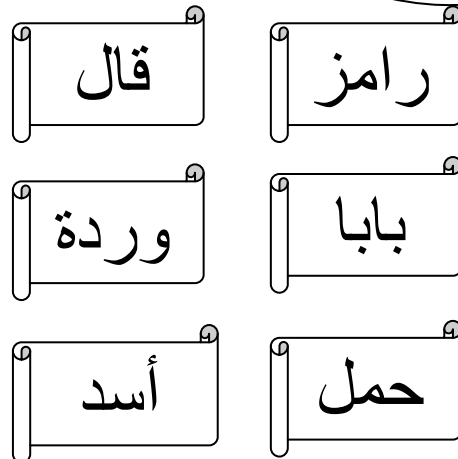 رامز
قال
بابا
وردة
حمل
أسد